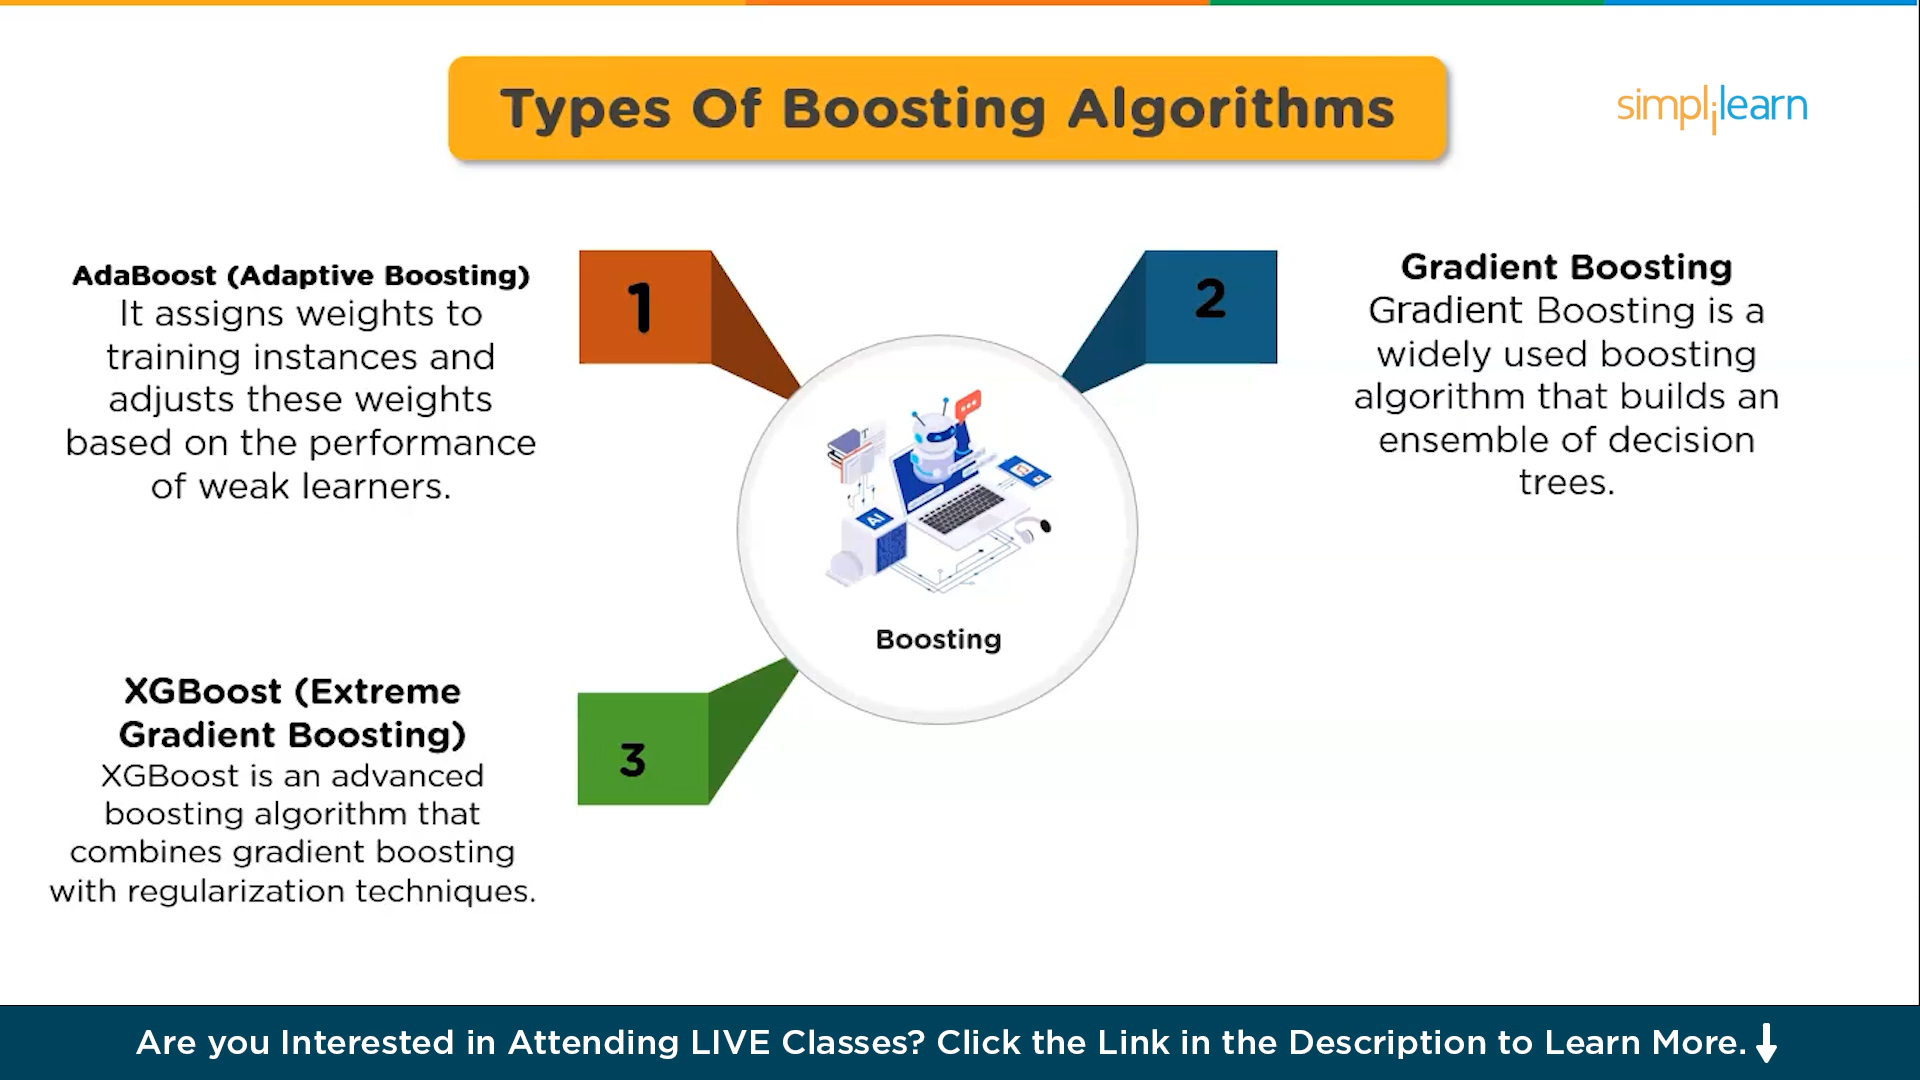 Types Of Boosting Algorithms
simplilearn
AdaBoost (Adaptive Boosting)
It assigns weights to
training instances and
adjusts these weights
based on the performance
of weak learners.
1
2
Gradient Boosting
Gradient Boosting is a
widely used boosting
algorithm that builds an
ensemble of decision
trees.
AI
Boosting
XGBoost (Extreme
Gradient Boosting)
XGBoost is an advanced
boosting algorithm that
combines gradient boosting
with regularization techniques.
3
Are you Interested in Attending LIVE Classes? Click the Link in the Description to Learn More.